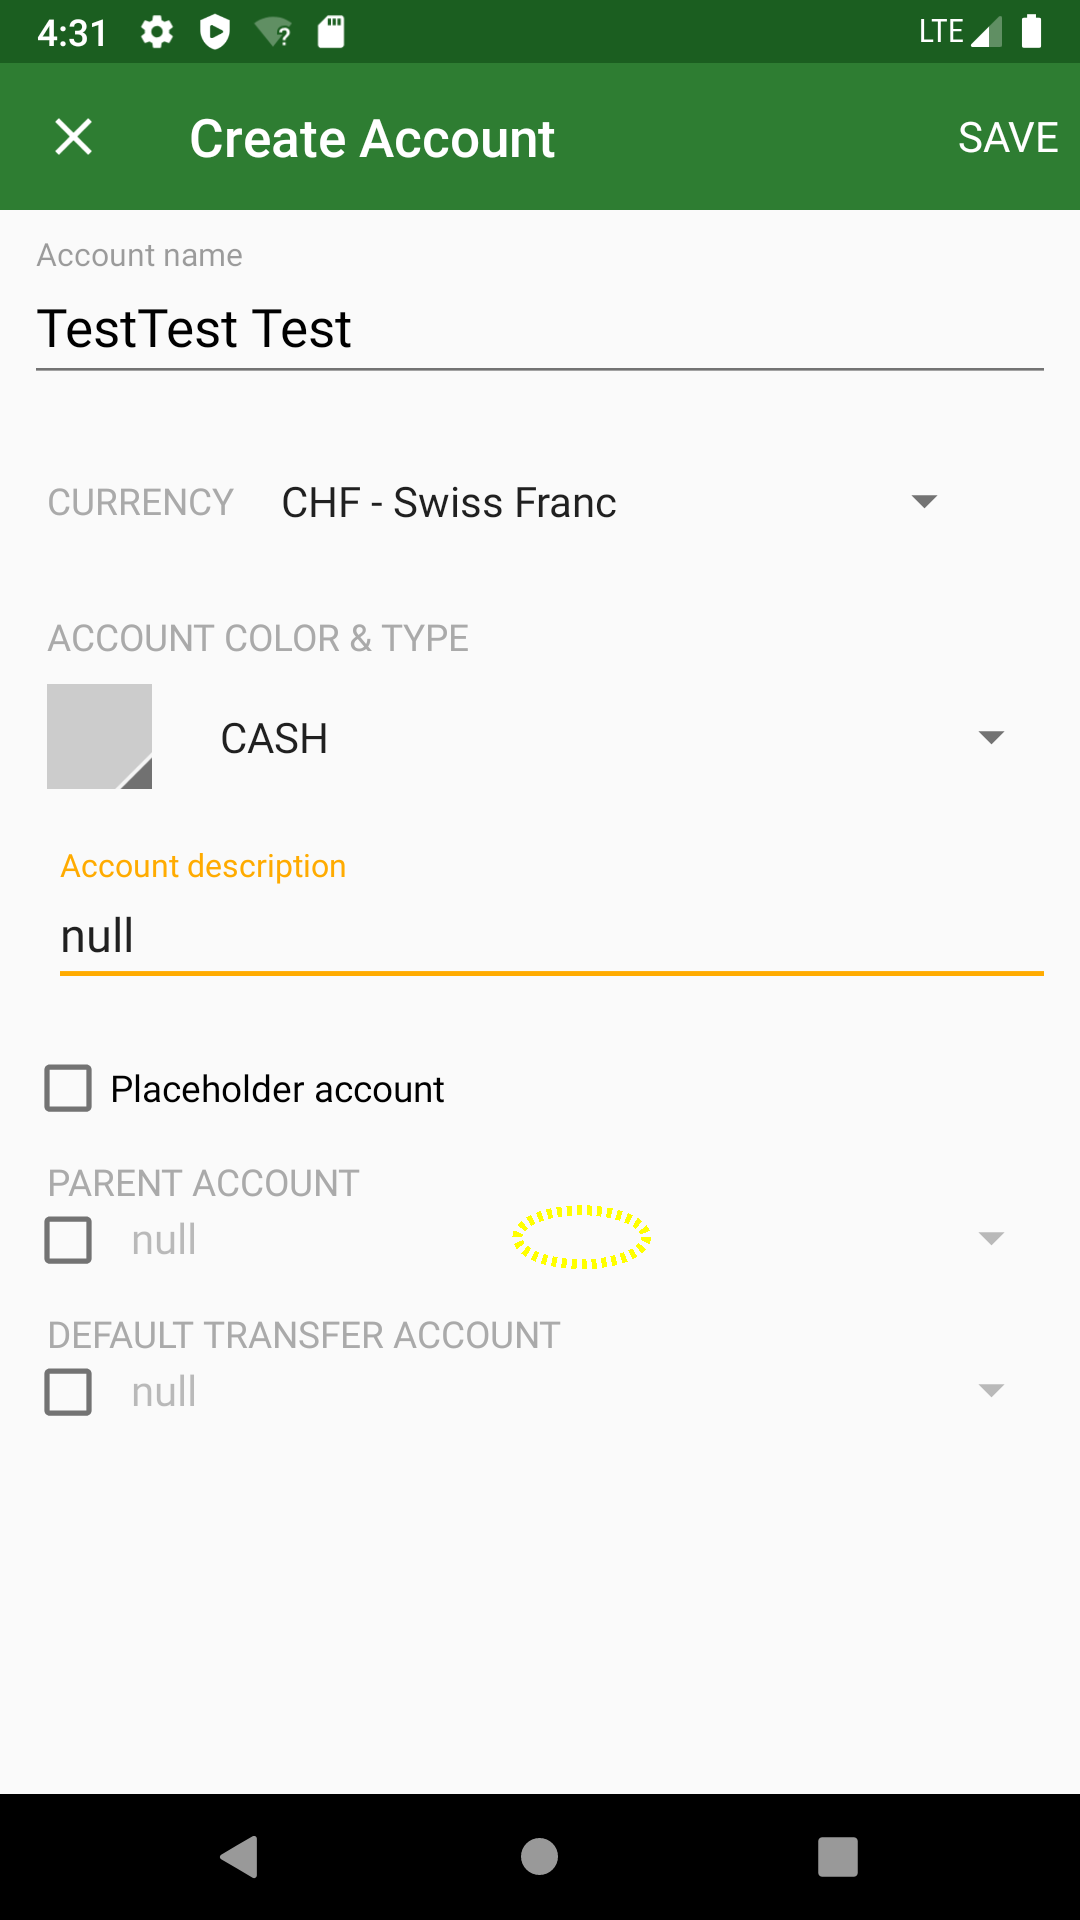 4:31
LTE
Create Account
SAVE
Account name
TestTest Test
CURRENCY
CHF - Swiss Franc
ACCOUNT COLOR & TYPE
CASH
Account description
null
Placeholder account
PARENT ACCOUNT
null
DEFAULT TRANSFER ACCOUNT
null